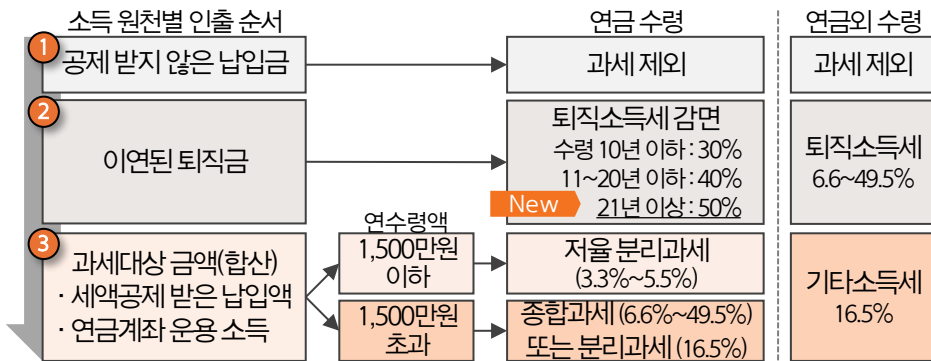 소득 원천별 인출 순서
연금 수령
연금외 수령
1
공제 받지 않은 납입금
과세 제외
과세 제외
2
이연된 퇴직금
퇴직소득세 감면
수령 10년 이하 : 30%
11~20년 이하 : 40%
New
21년 이상 : 50%
퇴직소득세
6.6~49.5%
3
과세대상 금액(합산)
· 세액공제 받은 납입액
· 연금계좌 운용 소득
연수령액
1,500만원
이하
저율 분리과세
(3.3%~5.5%)
1,500만원
초과
종합과세 (6.6%~49.5%)
또는 분리과세 (16.5%)
기타소득세
16.5%